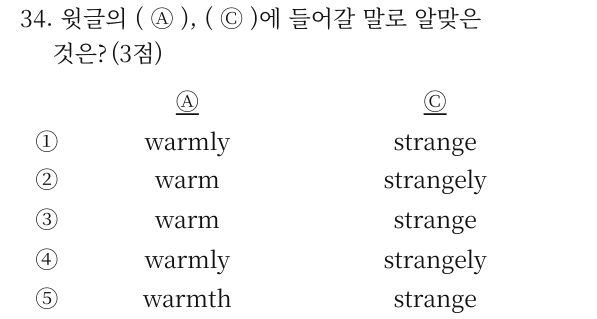 34. 윗글의 ( Ⓐ ), ( Ⓒ )에 들어갈 말로 알맞은
것은? (3점)
Ⓐ Ⓒ
① warmly strange
② warm strangely
③ warm strange
④ warmly strangely
⑤ warmth strange